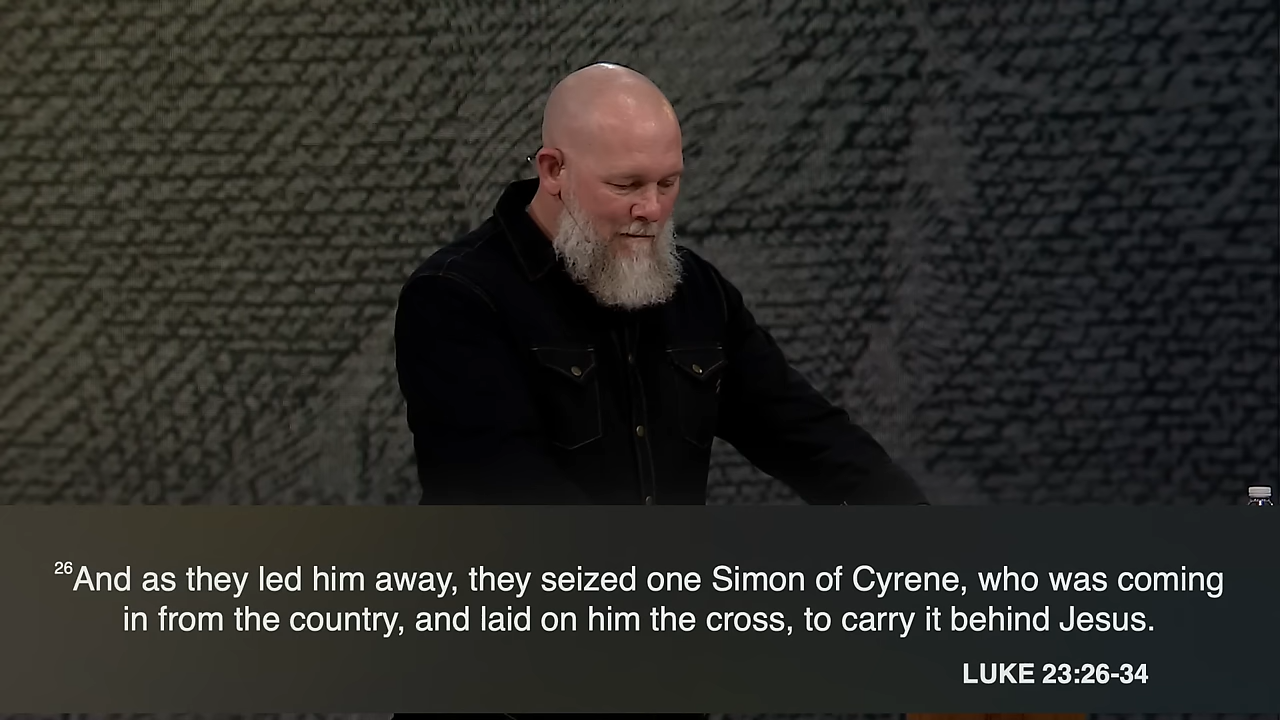 26And as they led him away, they seized one Simon of Cyrene, who was coming
in from the country, and laid on him the cross, to carry it behind Jesus.
LUKE 23:26-34